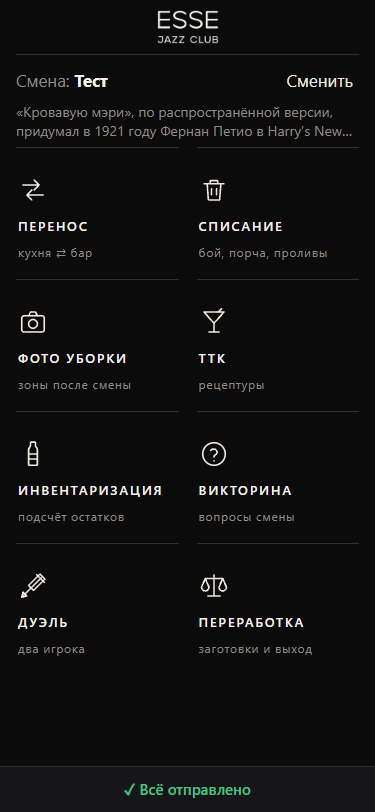 ESSE
JAZZ CLUB
Смена: Тест
Сменить
«Кровавую мэри», по распространённой версии,
придумал в 1921 году Фернан Петио в Harry's New...
ПЕРЕНОС
кухня ⇄ бар
СПИСАНИЕ
бой, порча, проливы
ФОТО УБОРКИ
зоны после смены
ТТК
рецептуры
ИНВЕНТАРИЗАЦИЯ
подсчёт остатков
ВИКТОРИНА
вопросы смены
ДУЭЛЬ
два игрока
ПЕРЕРАБОТКА
заготовки и выход
✓ Всё отправлено